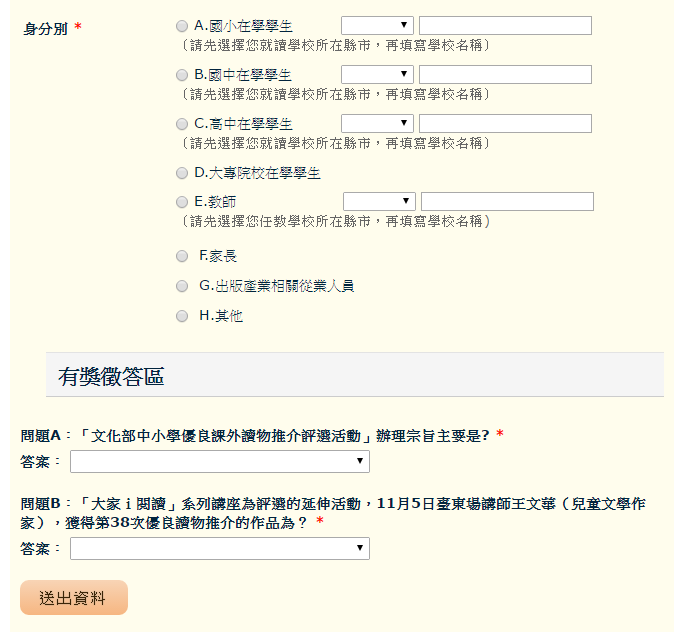 身分別 *
A.國小在學學生
（請先選擇您就讀學校所在縣市，再填寫學校名稱）
B.國中在學學生
（請先選擇您就讀學校所在縣市，再填寫學校名稱）
C.高中在學學生
（請先選擇您就讀學校所在縣市，再填寫學校名稱）
D.大專院校在學學生
E.教師
（請先選擇您任教學校所在縣市，再填寫學校名稱)
F.家長
G.出版產業相關從業人員
H.其他
有獎徵答區
問題A：「文化部中小學優良課外讀物推介評選活動」辦理宗旨主要是? *
答案：
問題B：「大家ｉ閱讀」系列講座為評選的延伸活動，11月5日臺東場講師王文華（兒童文學作
家），獲得第38次優良讀物推介的作品為？ *
答案：
送出資料